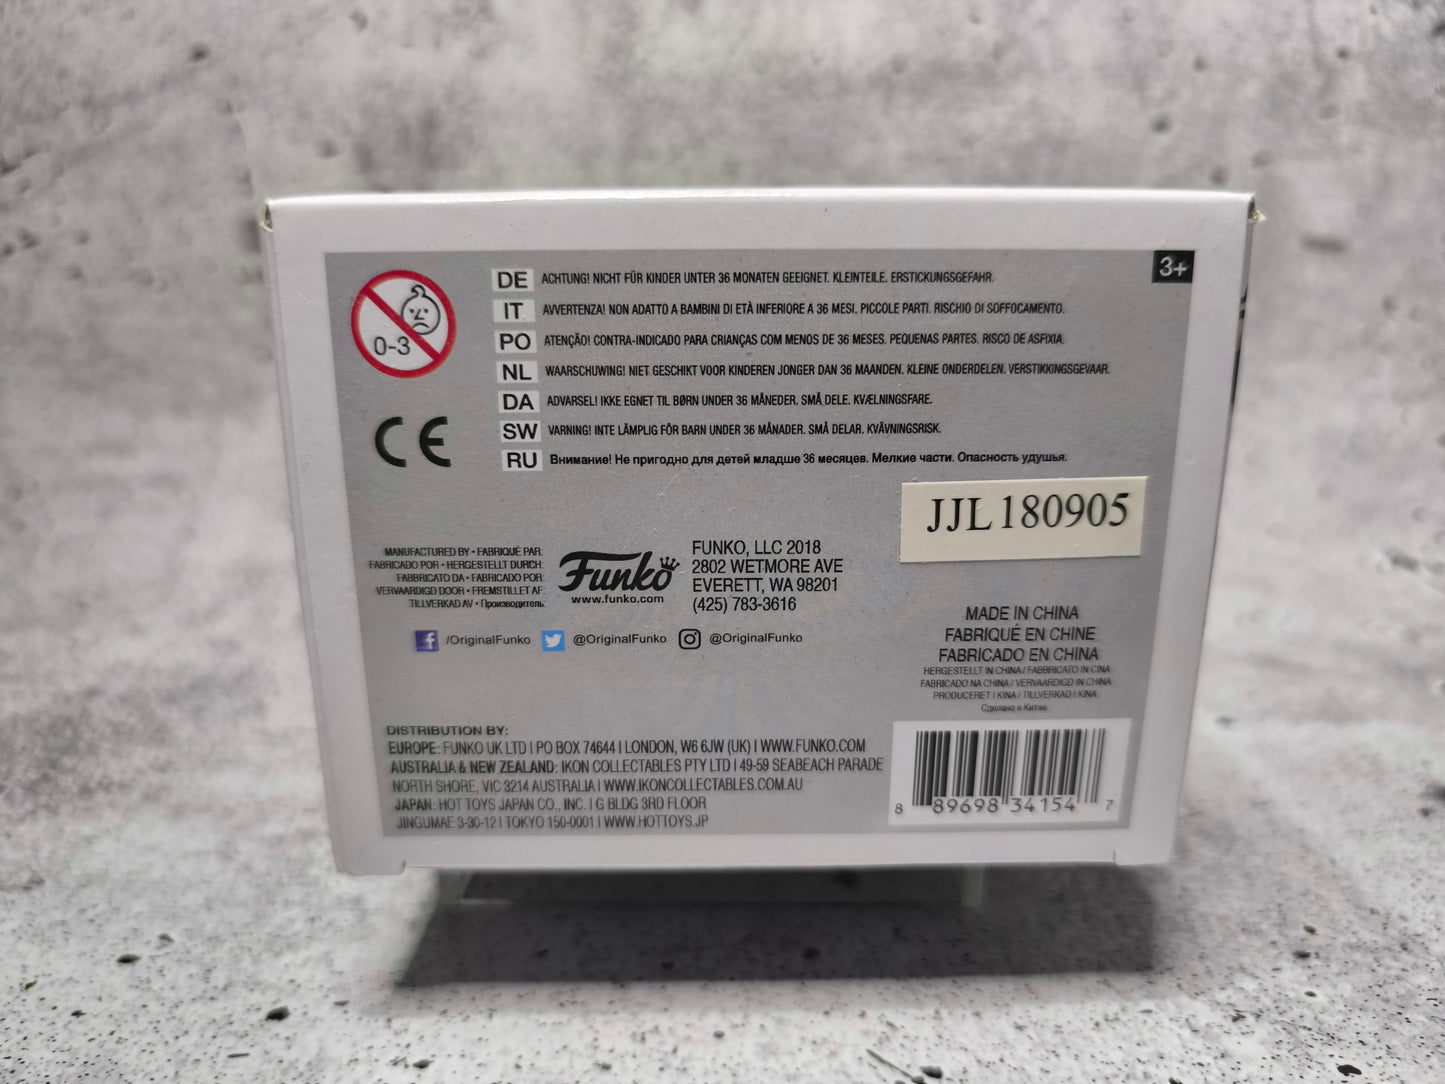 3+
0-3
DE ACHTUNG! NICHT FÜR KINDER UNTER 36 MONATEN GEEIGNET. KLEINTEILE. ERSTICKUNGSGEFAHR.
IT AVVERTENZA! NON ADATTO A BAMBINI DI ETÀ INFERIORE A 36 MESI. PICCOLE PARTI. RISCHIO DI SOFFOCAMENTO.
PO ATENÇÃO! CONTRA-INDICADO PARA CRIANÇAS COM MENOS DE 36 MESES. PEQUENAS PARTES. RISCO DE ASFIXIA.
NL WAARSCHUWING! NIET GESCHIKT VOOR KINDEREN JONGER DAN 36 MAANDEN. KLEINE ONDERDELEN. VERSTIKKINGSGEVAAR.
DA ADVARSEL! IKKE EGNET TIL BØRN UNDER 36 MÅNEDER. SMÅ DELE. KVÆLNINGSFARE.
SW VARNING! INTE LÄMPLIG FÖR BARN UNDER 36 MÅNADER. SMÅ DELAR. KVÄVNINGSRISK.
RU Внимание! Не пригодно для детей младше 36 месяцев. Мелкие части. Опасность удушья.
CE
JJL180905
MANUFACTURED BY • FABRIQUÉ PAR:
FABRICADO POR • HERGESTELLT DURCH:
FABBRICATO DA • FABRICADO POR:
VERVAARDIGD DOOR • FREMSTILLET AF:
TILLVERKAD AV • Производитель:
Funko
www.funko.com
FUNKO, LLC 2018
2802 WETMORE AVE
EVERETT, WA 98201
(425) 783-3616
/OriginalFunko @OriginalFunko @OriginalFunko
MADE IN CHINA
FABRIQUÉ EN CHINE
FABRICADO EN CHINA
HERGESTELLT IN CHINA / FABBRICATO IN CINA
FABRICADO NA CHINA / VERVAARDIGD IN CHINA
PRODUCERET I KINA / TILLVERKAD I KINA
Сделано в Китае
DISTRIBUTION BY:
EUROPE: FUNKO UK LTD | PO BOX 74644 | LONDON, W6 6JW (UK) | WWW.FUNKO.COM
AUSTRALIA & NEW ZEALAND: IKON COLLECTABLES PTY LTD | 49-59 SEABEACH PARADE
NORTH SHORE, VIC 3214 AUSTRALIA | WWW.IKONCOLLECTABLES.COM.AU
JAPAN: HOT TOYS JAPAN CO., INC. | G BLDG 3RD FLOOR
JINGUMAE 3-30-12 | TOKYO 150-0001 | WWW.HOTTOYS.JP
8 89698 34154 7